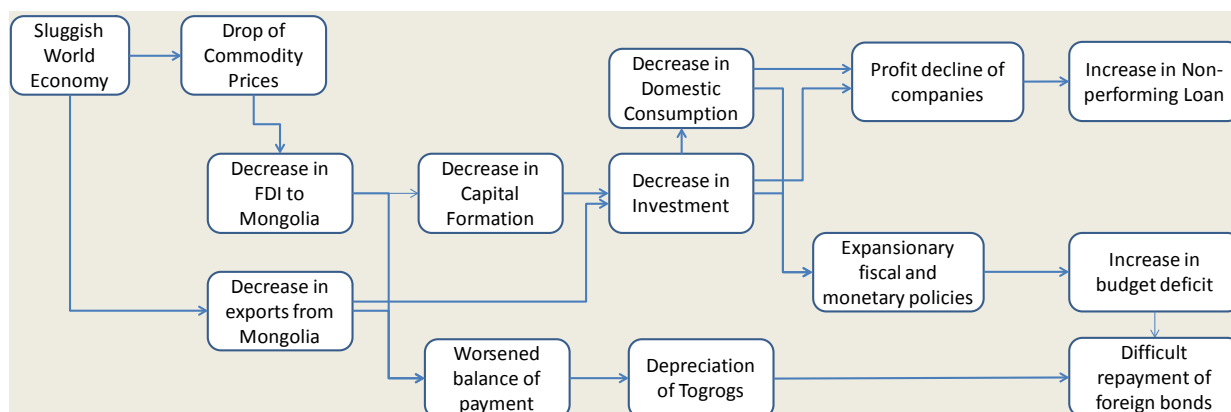 Sluggish
World
Economy
Drop of
Commodity
Prices
Decrease in
Domestic
Consumption
Profit decline of
companies
Increase in Non-
performing Loan
Decrease in
FDI to
Mongolia
Decrease in
Capital
Formation
Decrease in
Investment
Expansionary
fiscal and
monetary policies
Increase in
budget deficit
Decrease in
exports from
Mongolia
Worsened
balance of
payment
Depreciation
of Togrogs
Difficult
repayment of
foreign bonds